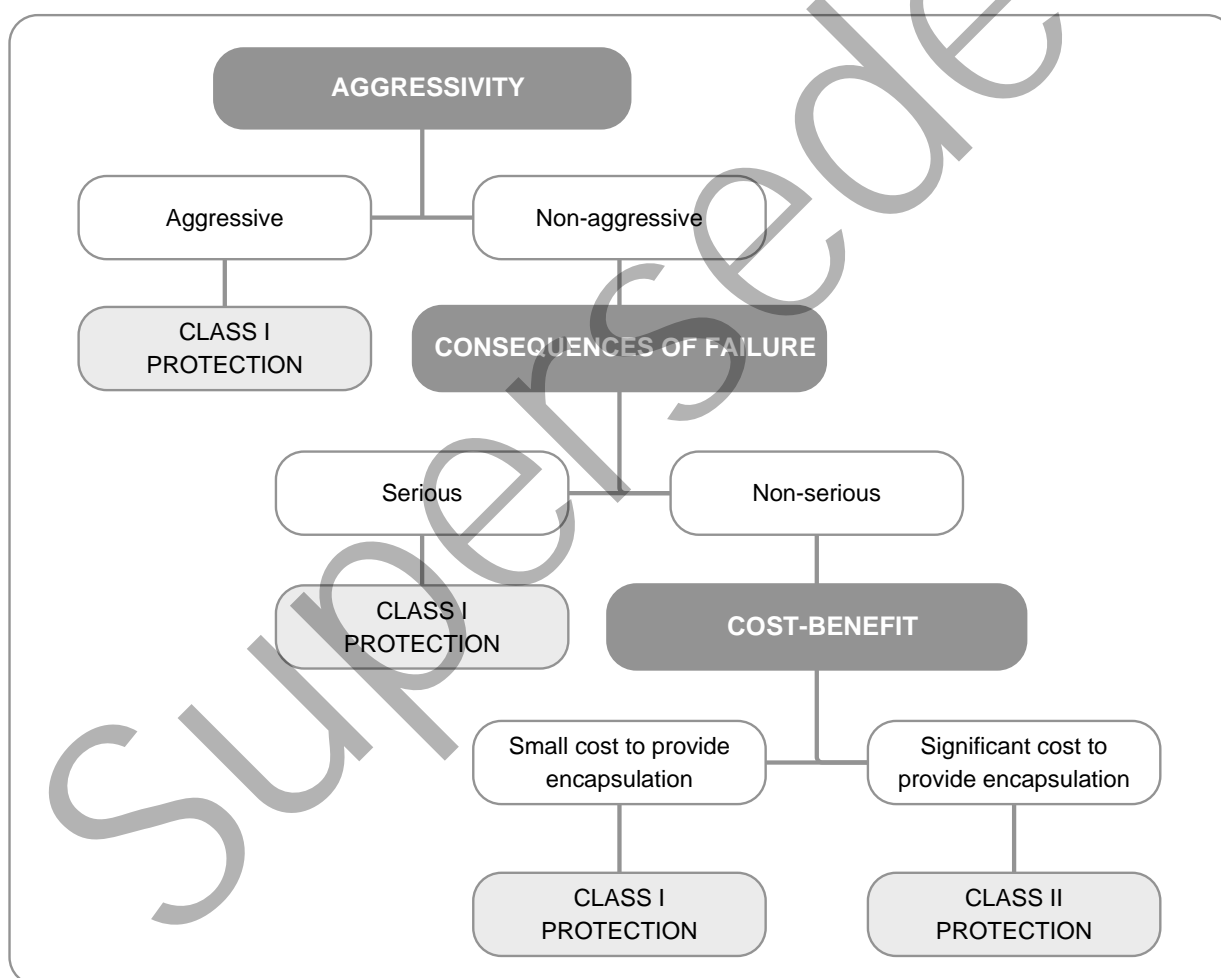 AGGRESSIVITY
Aggressive
Non-aggressive
CLASS I
PROTECTION
CONSEQUENCES OF FAILURE
Serious
Non-serious
CLASS I
PROTECTION
COST-BENEFIT
Small cost to provide
encapsulation
Significant cost to
provide encapsulation
CLASS I
PROTECTION
CLASS II
PROTECTION
Supersede